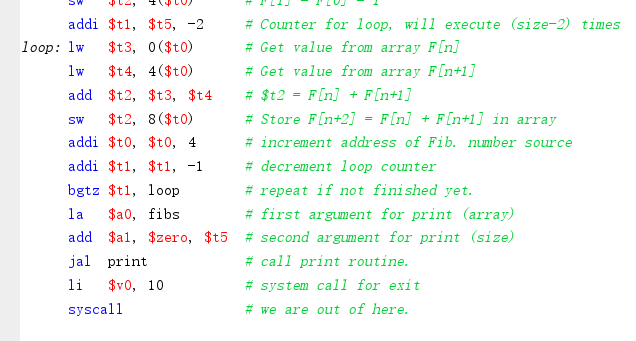 sw $t2, 4($t0) # F[1] = F[0] = 1
addi $t1, $t5, -2 # Counter for loop, will execute (size-2) times
loop: lw $t3, 0($t0) # Get value from array F[n]
lw $t4, 4($t0) # Get value from array F[n+1]
add $t2, $t3, $t4 # $t2 = F[n] + F[n+1]
sw $t2, 8($t0) # Store F[n+2] = F[n] + F[n+1] in array
addi $t0, $t0, 4 # increment address of Fib. number source
addi $t1, $t1, -1 # decrement loop counter
bgtz $t1, loop # repeat if not finished yet.
la $a0, fibs # first argument for print (array)
add $a1, $zero, $t5 # second argument for print (size)
jal print # call print routine.
li $v0, 10 # system call for exit
syscall # we are out of here.